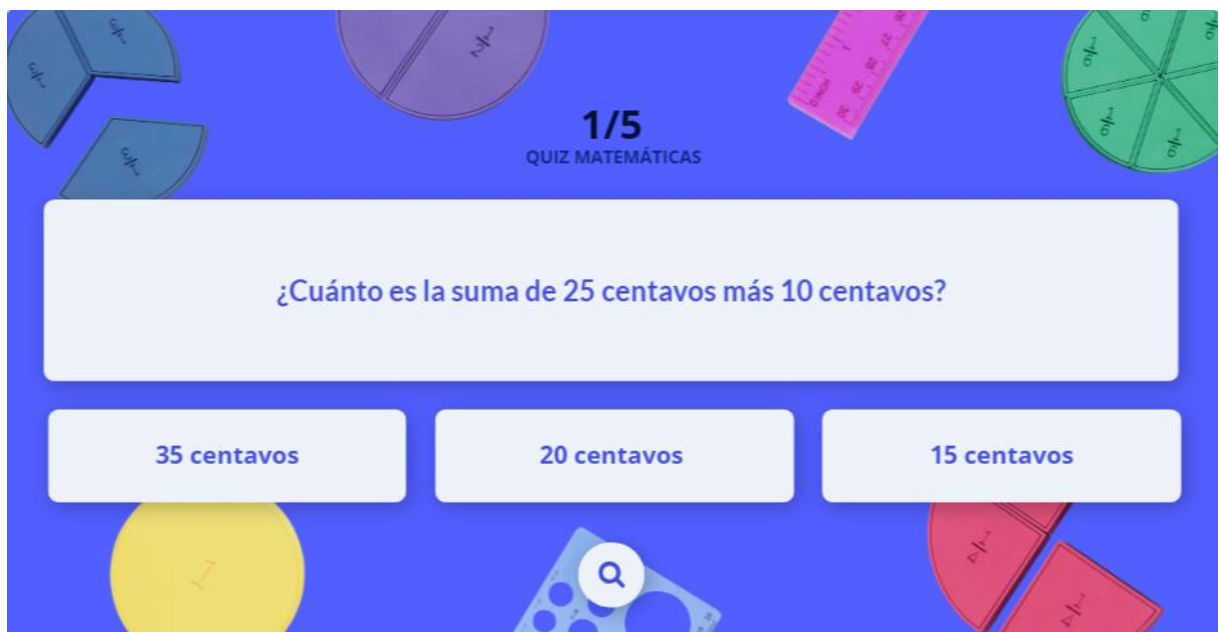 1/5
QUIZ MATEMÁTICAS
¿Cuánto es la suma de 25 centavos más 10 centavos?
35 centavos
20 centavos
15 centavos